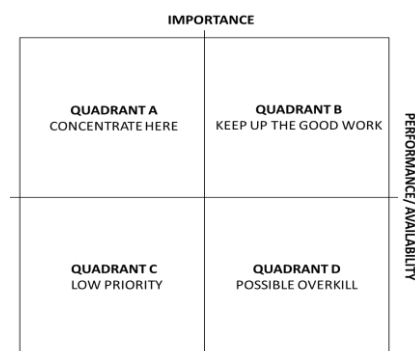 IMPORTANCE
QUADRANT A
CONCENTRATE HERE
QUADRANT B
KEEP UP THE GOOD WORK
PERFORMANCE/ AVAILABILITY
QUADRANT C
LOW PRIORITY
QUADRANT D
POSSIBLE OVERKILL